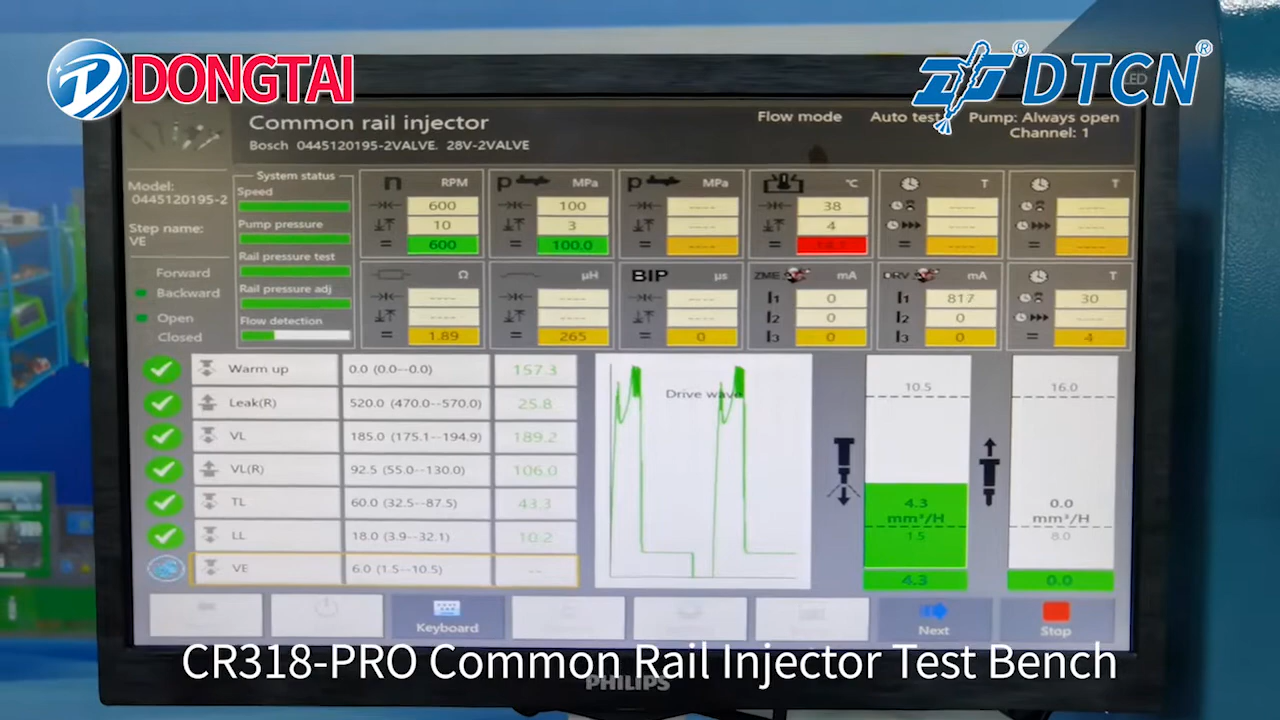 DONGTAI
DTCN
LED
Common rail injector
Bosch 0445120195-2VALVE. 28V-2VALVE
Flow mode
Auto test
Pump: Always open
Channel: 1
Model:
0445120195-2
Step name:
VE
Forward
Backward
Open
Closed
System status
Speed
Pump pressure
Rail pressure test
Rail pressure adj
Flow detection
n RPM
600
10
= 600
P MPa
100
3
= 100.0
P MPa
----
----
= ----
°C
38
4
=
T
----
----
= ----
T
----
----
= ----
Ω
----
----
= 1.89
μH
----
----
= 265
BIP μs
----
----
= 0
ZME mA
I1 0
I2 0
I3 0
DRV mA
I1 817
I2 0
I3 0
T
30
----
= 4
Warm up 0.0 (0.0--0.0) 157.3
Leak(R) 520.0 (470.0--570.0) 25.8
VL 185.0 (175.1--194.9) 189.2
VL(R) 92.5 (55.0--130.0) 106.0
TL 60.0 (32.5--87.5) 43.3
LL 18.0 (3.9--32.1) 10.2
VE 6.0 (1.5--10.5) --
Drive wave
10.5
4.3
mm³/H
1.5
4.3
16.0
0.0
mm³/H
8.0
0.0
Keyboard
Next
Stop
CR318-PRO Common Rail Injector Test Bench
PHILIPS